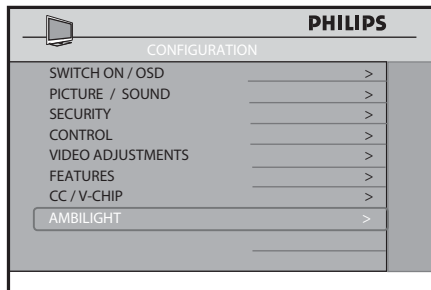 PHILIPS
CONFIGURATION
SWITCH ON / OSD >
PICTURE / SOUND >
SECURITY >
CONTROL >
VIDEO ADJUSTMENTS >
FEATURES >
CC / V-CHIP >
AMBILIGHT >